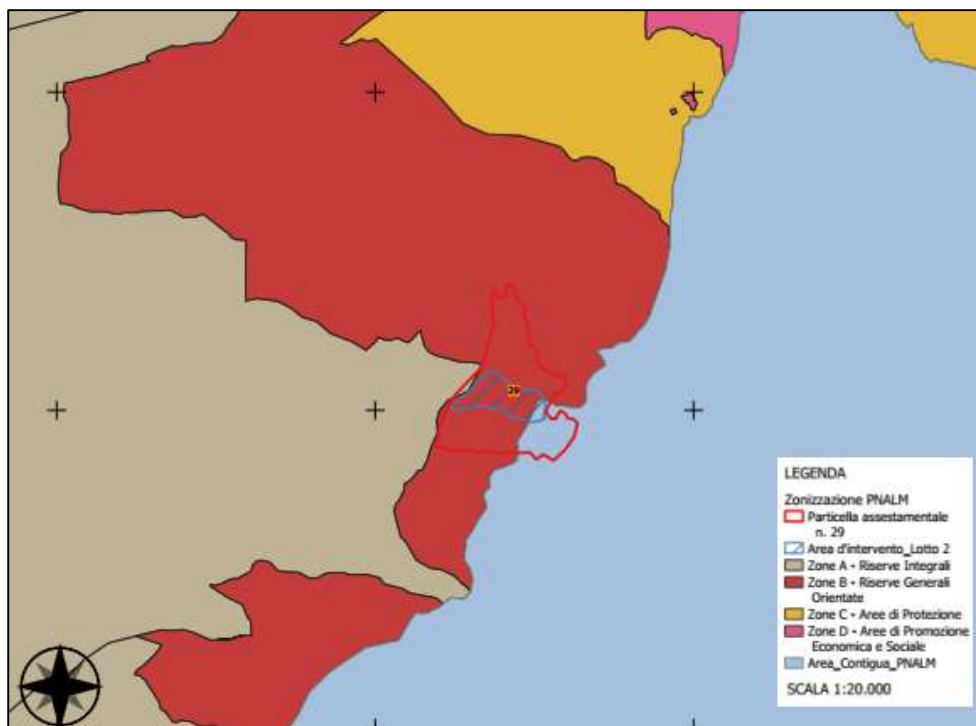 29
LEGENDA
Zonizzazione PNALM
Particella assestamentale
n. 29
Area d'intervento_Lotto 2
Zone A - Riserve Integrali
Zone B - Riserve Generali
Orientate
Zone C - Aree di Protezione
Zone D - Aree di Promozione
Economica e Sociale
Area_Contigua_PNALM
SCALA 1:20.000